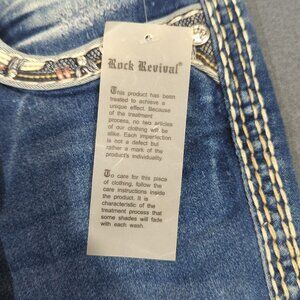 Rock Revival®
This product has been
treated to achieve a
unique effect. Because
of the treatment
process, no two articles
of our clothing will be
alike. Each imperfection
is not a defect but
rather a mark of the
product's individuality.
To care for this piece
of clothing, follow the
care instructions inside
the product. It is
characteristic of the
treatment process that
some shades will fade
with each wash.